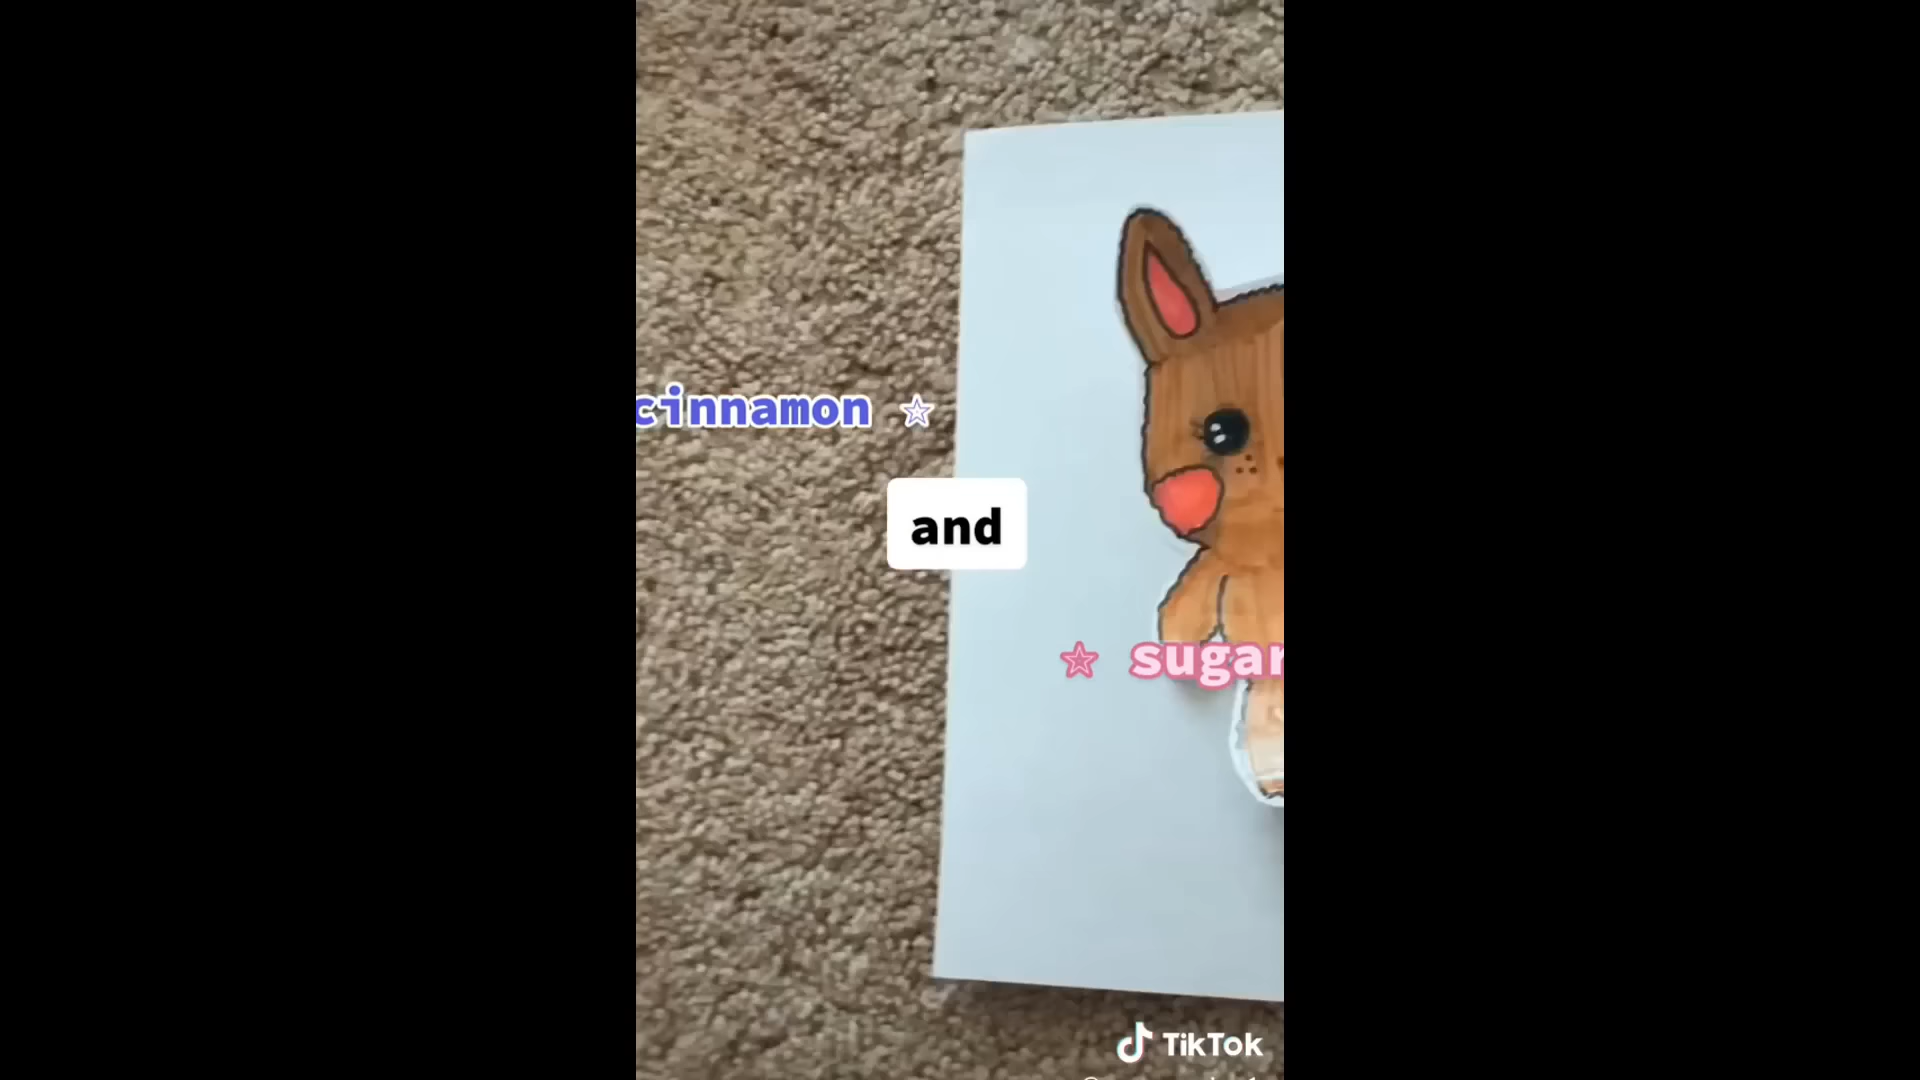 cinnamon ☆
and
☆ sugar
TikTok